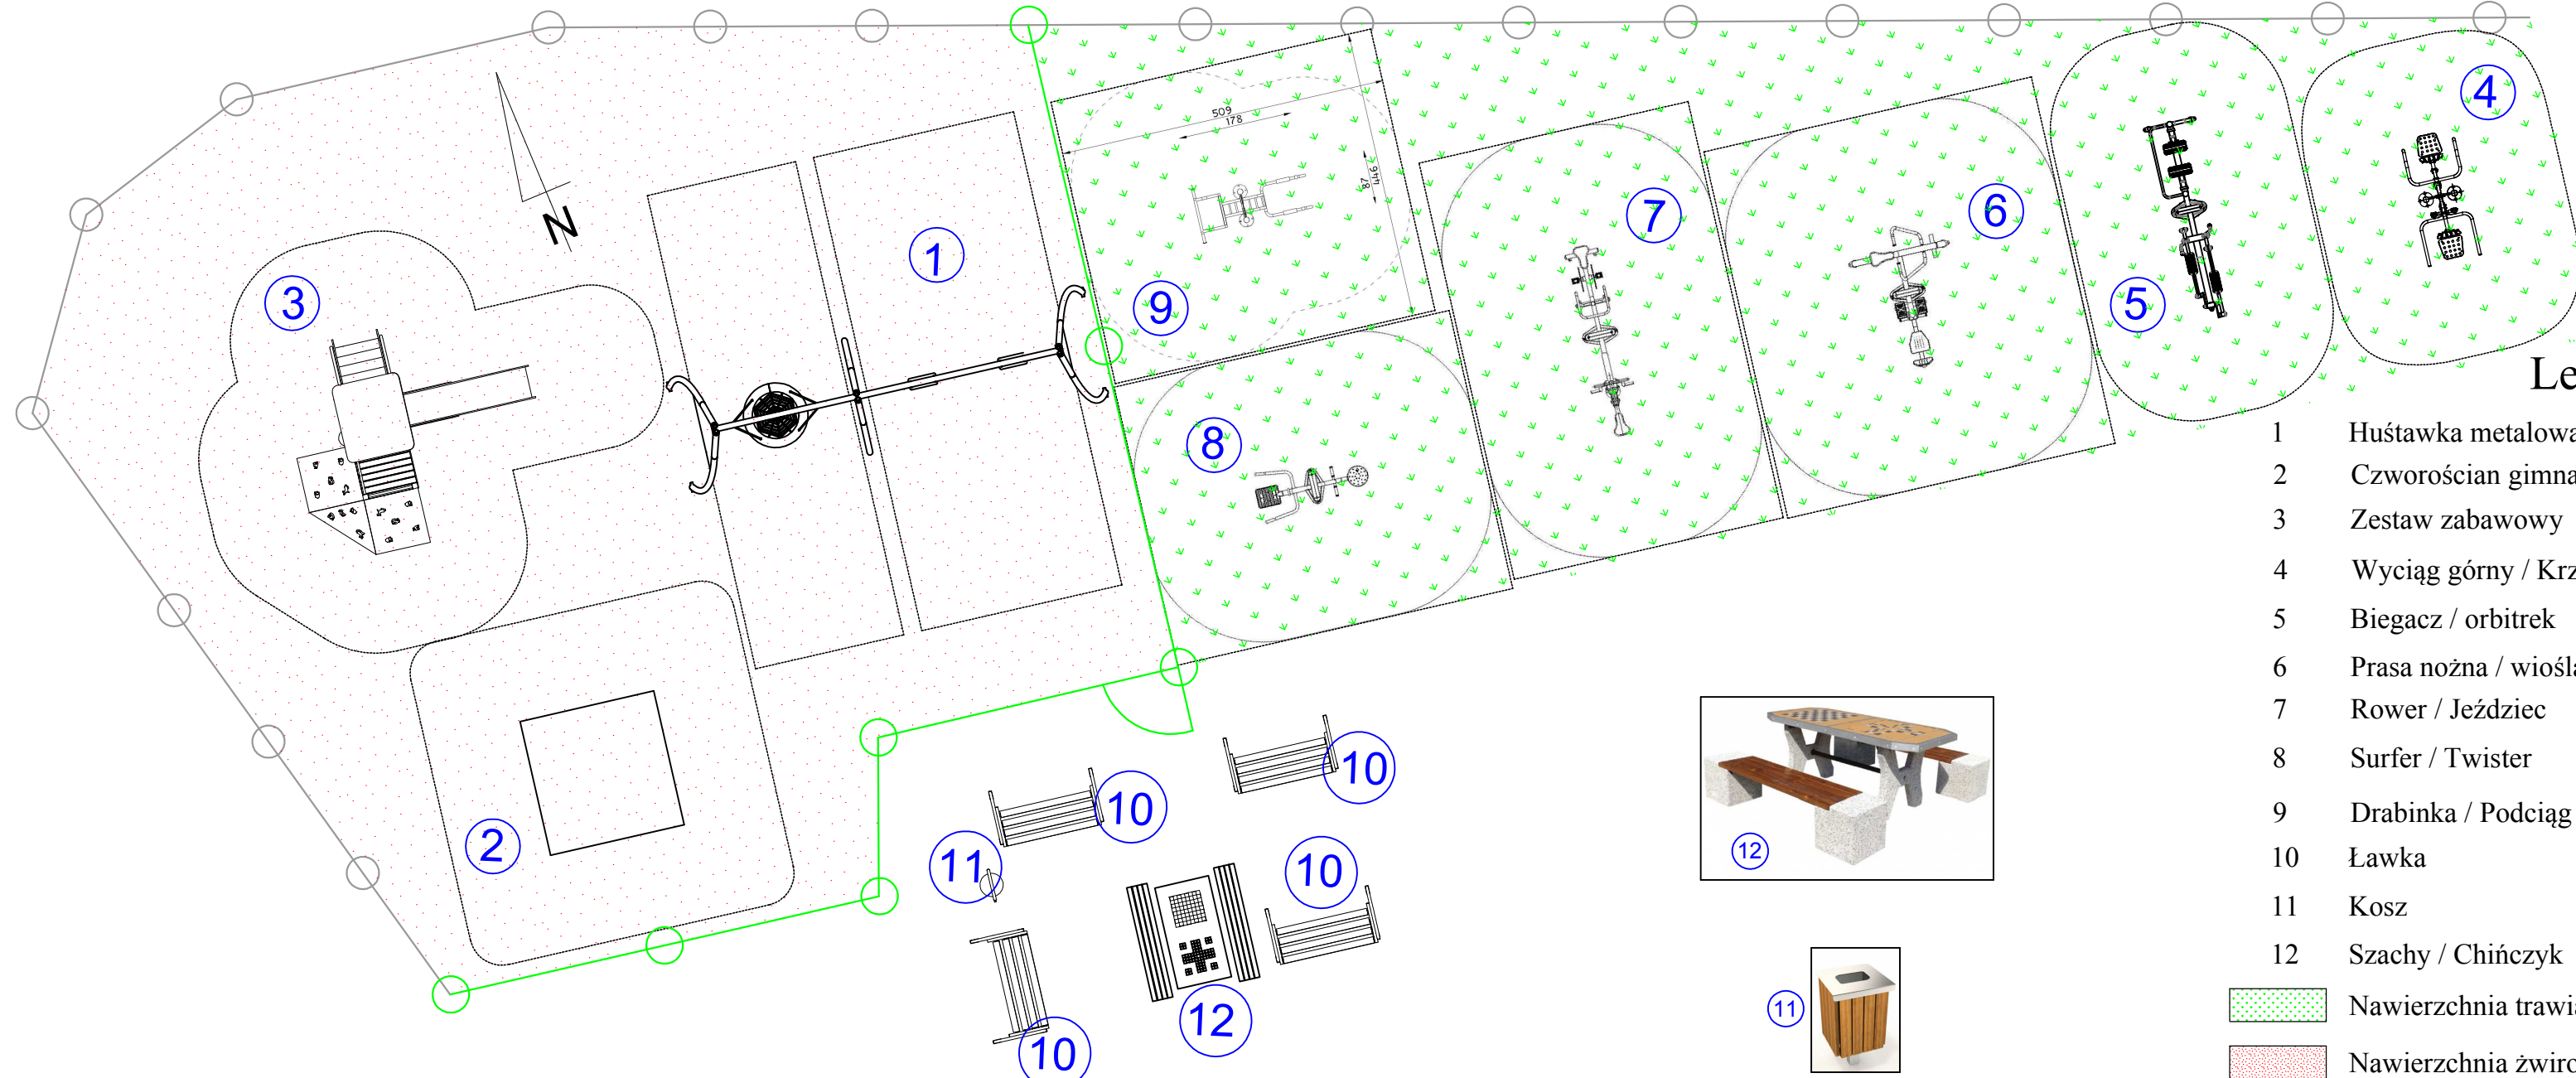 N
1
2
3
4
5
6
7
8
9
509
178
446
87
10
10
10
10
11
12
12
11
Le
1 Huśtawka metalowa
2 Czworościan gimna
3 Zestaw zabawowy
4 Wyciąg górny / Krz
5 Biegacz / orbitrek
6 Prasa nożna / wiośla
7 Rower / Jeździec
8 Surfer / Twister
9 Drabinka / Podciąg
10 Ławka
11 Kosz
12 Szachy / Chińczyk
Nawierzchnia trawia
Nawierzchnia żwiro